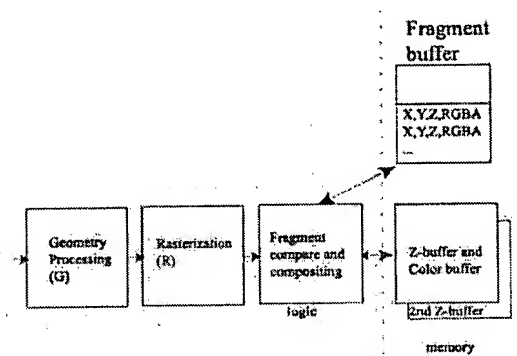 Fragment
buffer
X,Y,Z,RGBA
X,Y,Z,RGBA
...
Geometry
Processing
(G)
Rasterization
(R)
Fragment
compare and
compositing
Z-buffer and
Color buffer
logic
2nd Z-buffer
memory